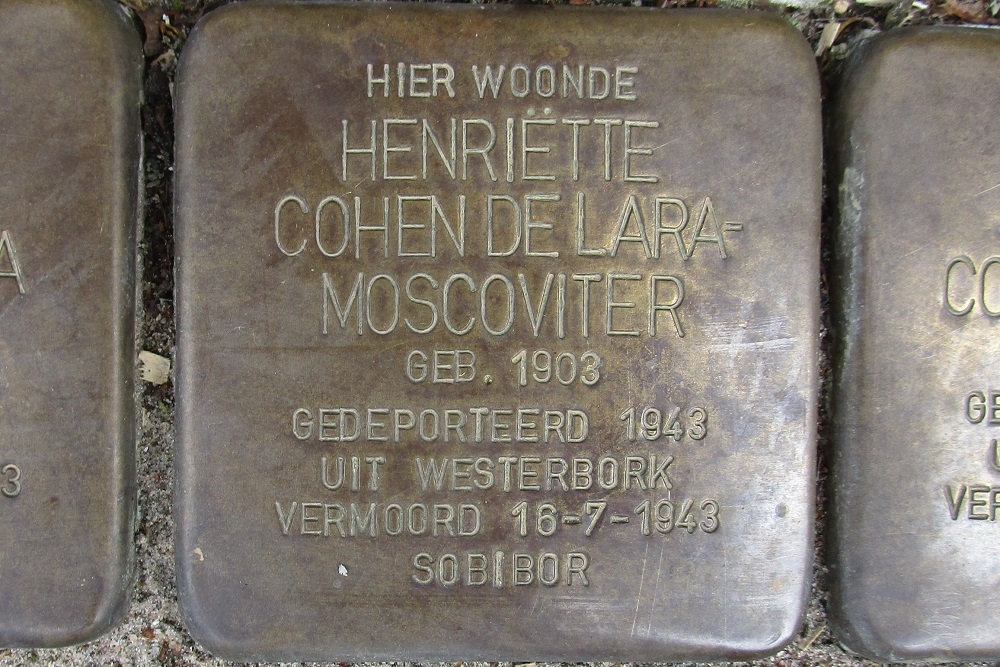 HIER WOONDE
HENRIËTTE
COHEN DE LARA-
MOSCOVITER
GEB. 1903
GEDEPORTEERD 1943
UIT WESTERBORK
VERMOORD 16-7-1943
SOBIBOR